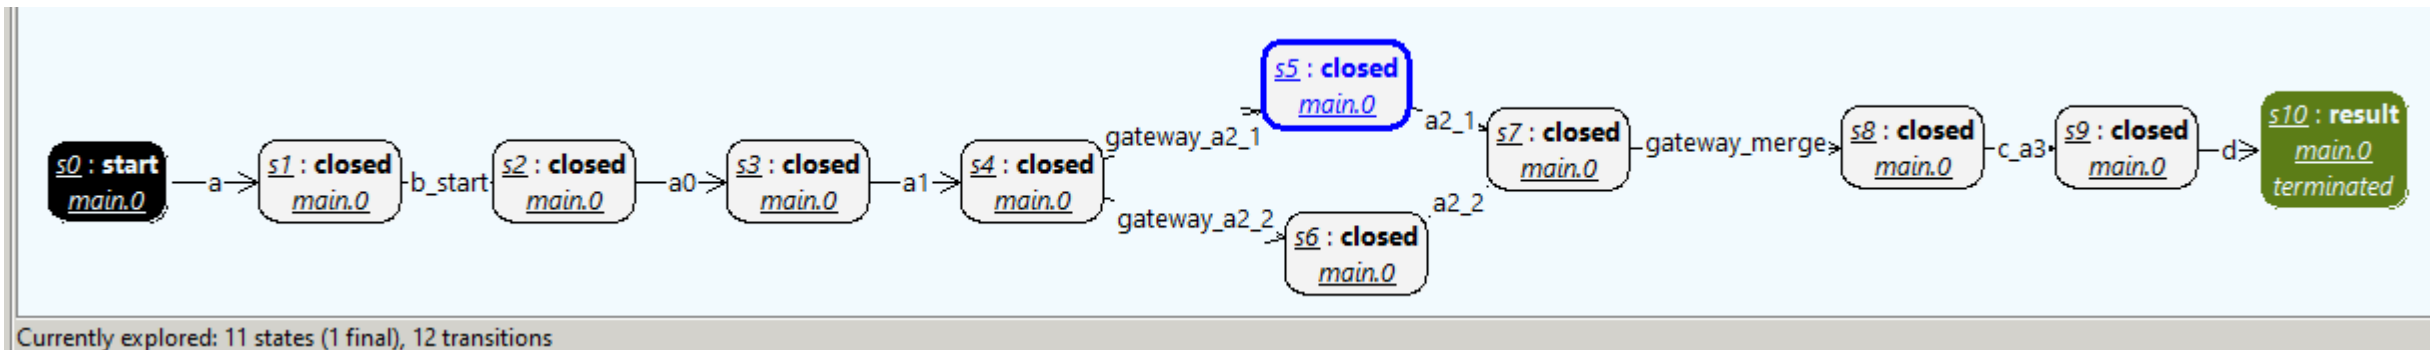 s0 : start
main.0
a
s1 : closed
main.0
b_start
s2 : closed
main.0
a0
s3 : closed
main.0
a1
s4 : closed
main.0
gateway_a2_1
s5 : closed
main.0
a2_1
gateway_a2_2
s6 : closed
main.0
a2_2
s7 : closed
main.0
gateway_merge
s8 : closed
main.0
c_a3
s9 : closed
main.0
d
s10 : result
main.0
terminated
Currently explored: 11 states (1 final), 12 transitions